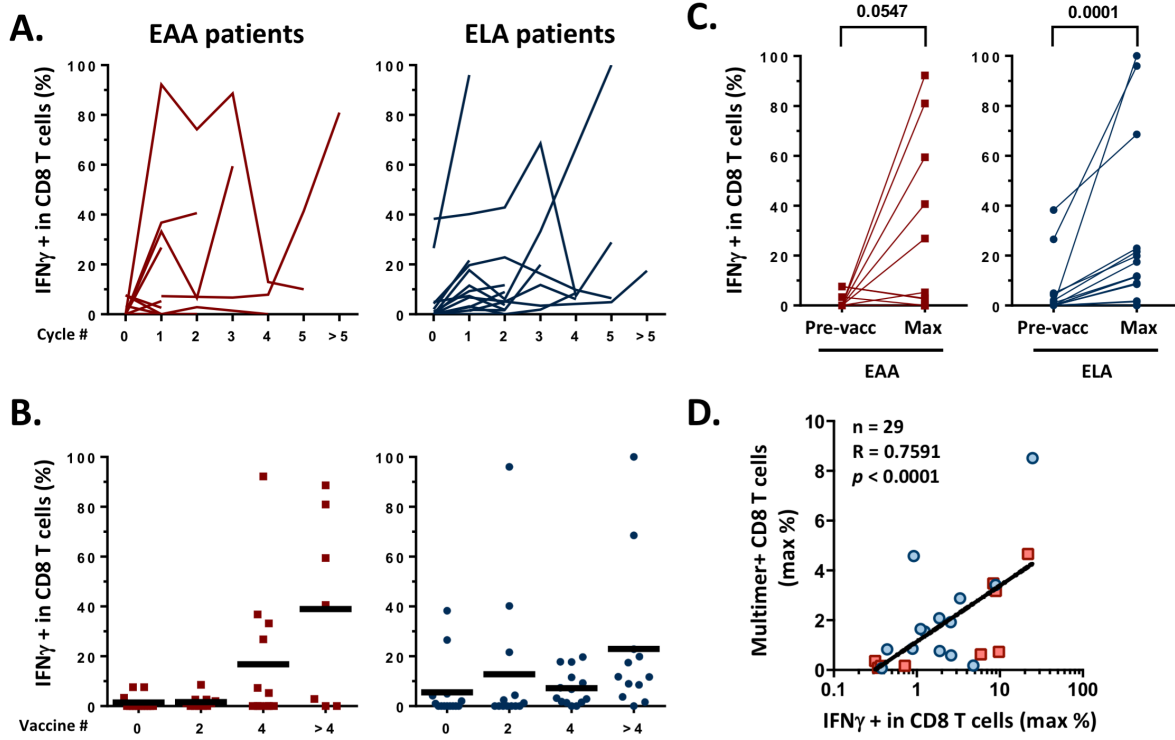 A.
EAA patients
ELA patients
IFNγ + in CD8 T cells (%)
100
80
60
40
20
0
100
80
60
40
20
0
Cycle #
0 1 2 3 4 5 > 5
0 1 2 3 4 5 > 5
B.
IFNγ + in CD8 T cells (%)
100
80
60
40
20
0
100
80
60
40
20
0
Vaccine #
0 2 4 > 4
0 2 4 > 4
C.
0.0547
0.0001
IFNγ + in CD8 T cells (%)
100
80
60
40
20
0
100
80
60
40
20
0
Pre-vacc Max
Pre-vacc Max
EAA
ELA
D.
n = 29
R = 0.7591
p < 0.0001
Multimer+ CD8 T cells
(max %)
10
8
6
4
2
0
0.1 1 10 100
IFNγ + in CD8 T cells (max %)